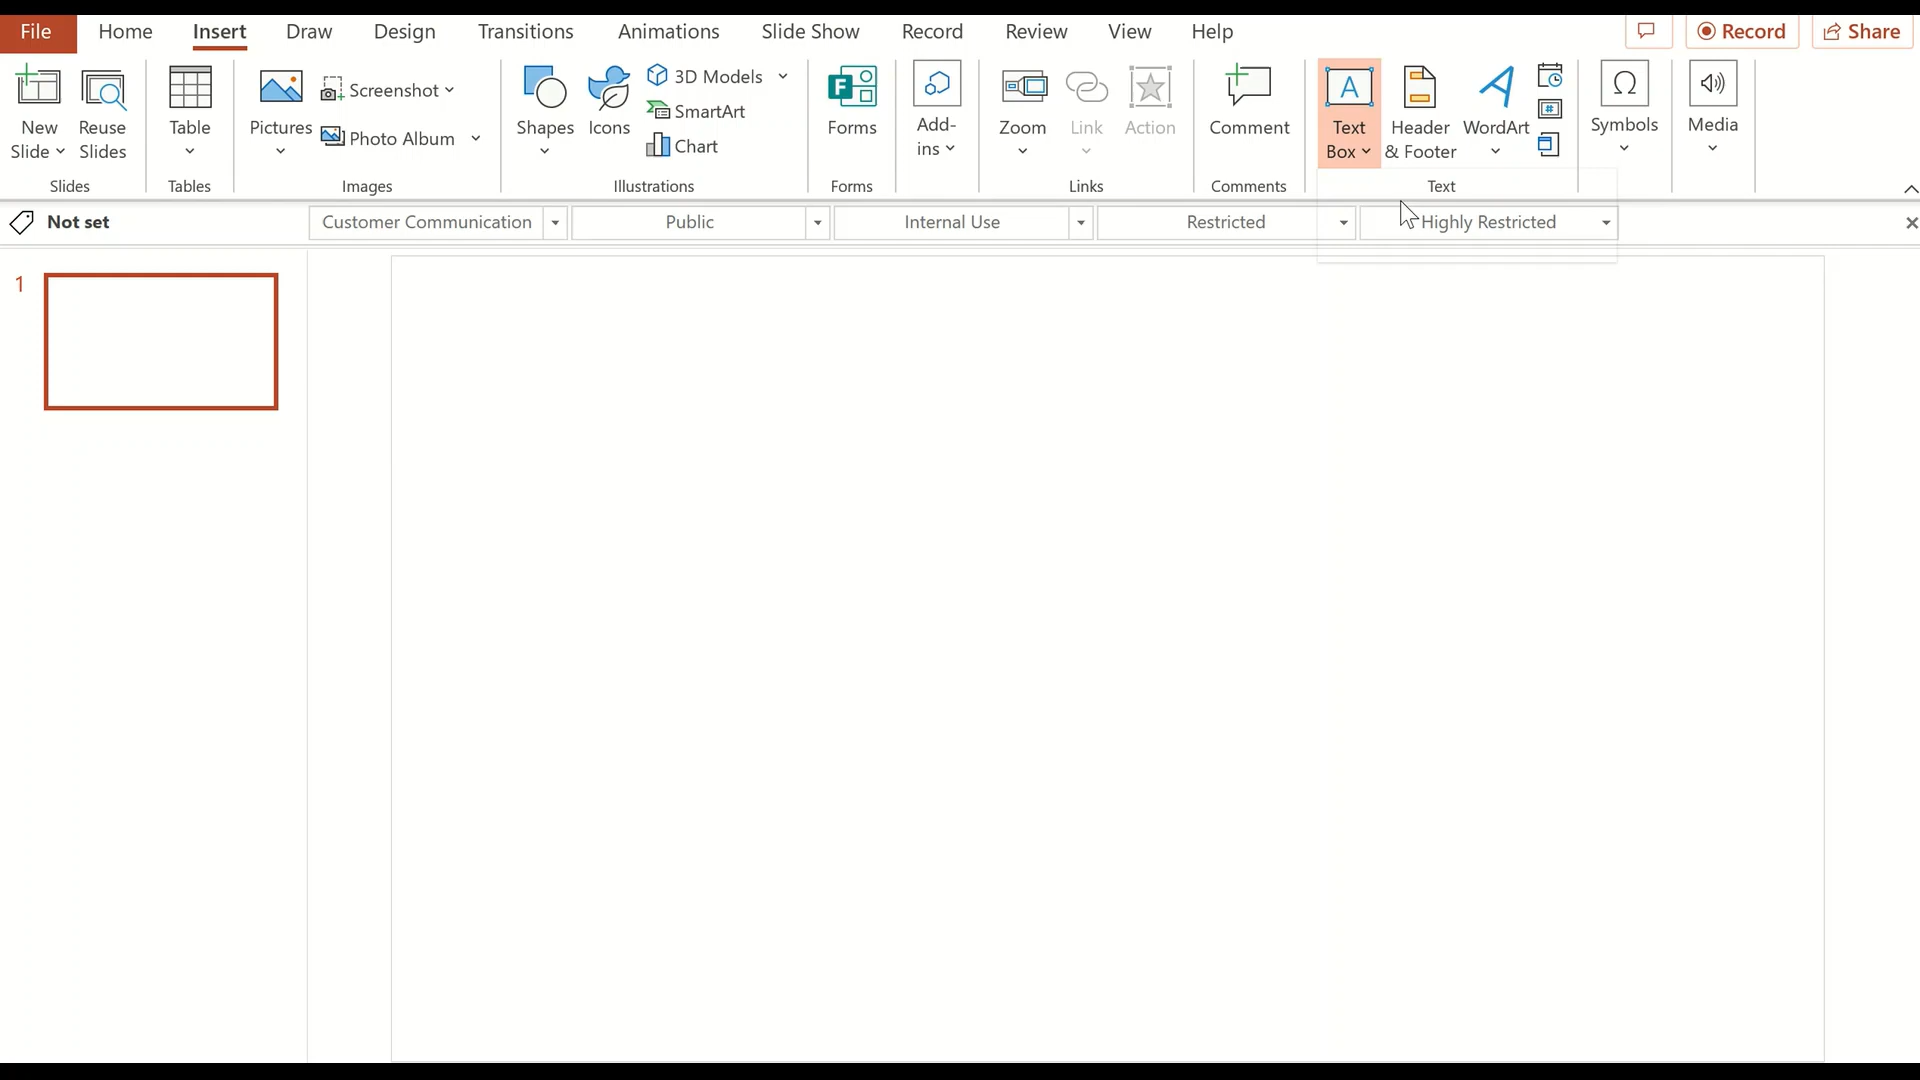 File Home Insert Draw Design Transitions Animations Slide Show Record Review View Help Record Share
New Slide
Reuse Slides
Slides
Table
Tables
Pictures
Screenshot
Photo Album
Images
Shapes
Icons
3D Models
SmartArt
Chart
Illustrations
Forms
Forms
Add-
ins
Zoom
Link
Action
Links
Comment
Comments
Text
Box
Header
& Footer
WordArt
Text
Symbols
Media
Not set Customer Communication Public Internal Use Restricted Highly Restricted
1